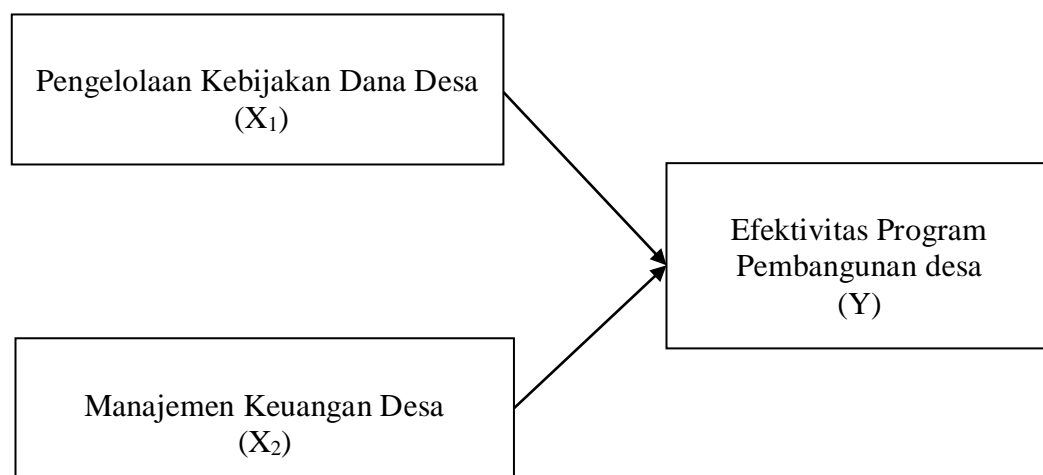 Pengelolaan Kebijakan Dana Desa
(X₁)
Efektivitas Program
Pembangunan desa
(Y)
Manajemen Keuangan Desa
(X₂)